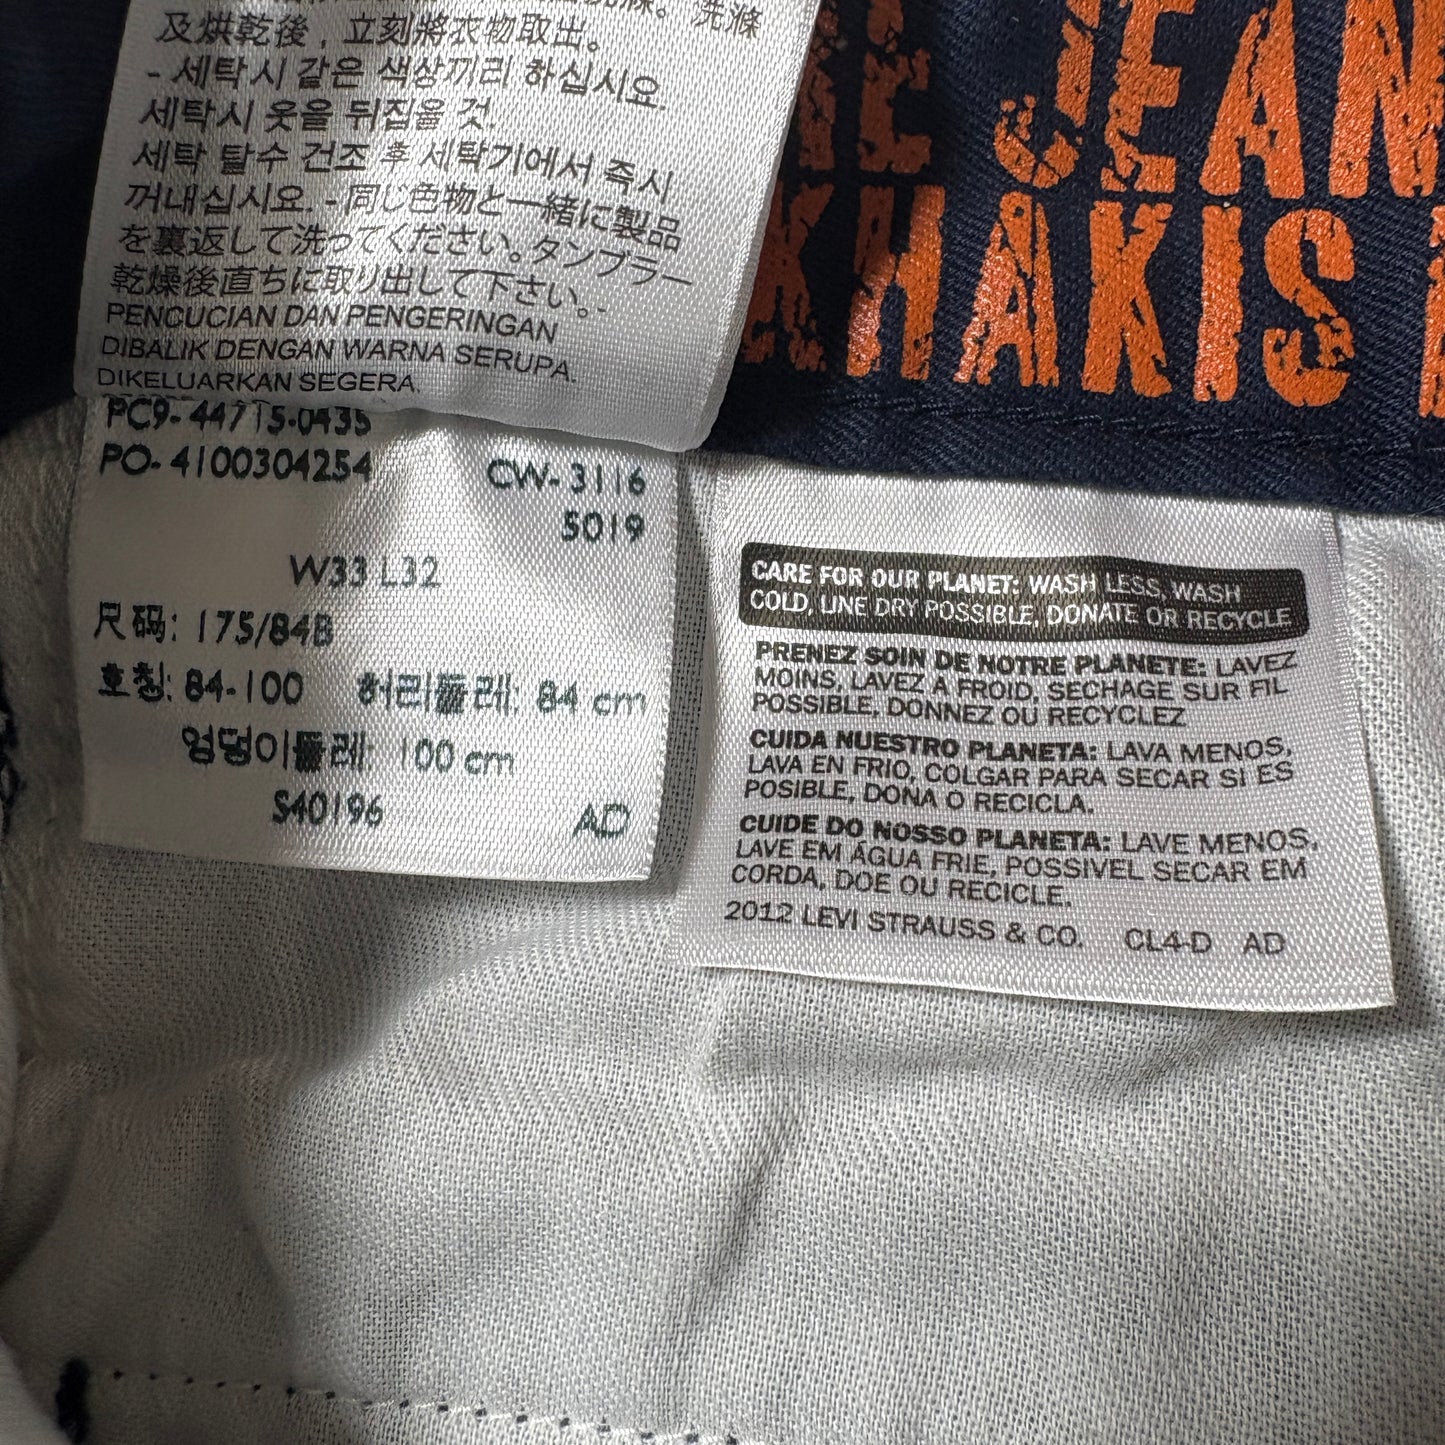 洗滌
及烘乾後，立刻將衣物取出。
- 세탁시 같은 색상끼리 하십시요.
세탁시 옷을 뒤집을 것.
세탁 탈수 건조 후 세탁기에서 즉시
꺼내십시요. - 同じ色物と一緒に製品
を裏返して洗ってください。タンブラー
乾燥後直ちに取り出して下さい。-
PENCUCIAN DAN PENGERINGAN
DIBALIK DENGAN WARNA SERUPA.
DIKELUARKAN SEGERA.
PC9-44715-0435
PO-4100304254
CW-3116
5019
W33 L32
尺码: 175/84B
호칭: 84-100 허리둘레: 84 cm
엉덩이둘레: 100 cm
S40196 AD
JEAN
KHAKIS
CARE FOR OUR PLANET: WASH LESS, WASH
COLD, LINE DRY POSSIBLE, DONATE OR RECYCLE
PRENEZ SOIN DE NOTRE PLANETE: LAVEZ
MOINS, LAVEZ A FROID, SECHAGE SUR FIL
POSSIBLE, DONNEZ OU RECYCLEZ
CUIDA NUESTRO PLANETA: LAVA MENOS,
LAVA EN FRIO, COLGAR PARA SECAR SI ES
POSIBLE, DONA O RECICLA.
CUIDE DO NOSSO PLANETA: LAVE MENOS,
LAVE EM ÁGUA FRIE, POSSIVEL SECAR EM
CORDA, DOE OU RECICLE.
2012 LEVI STRAUSS & CO. CL4-D AD